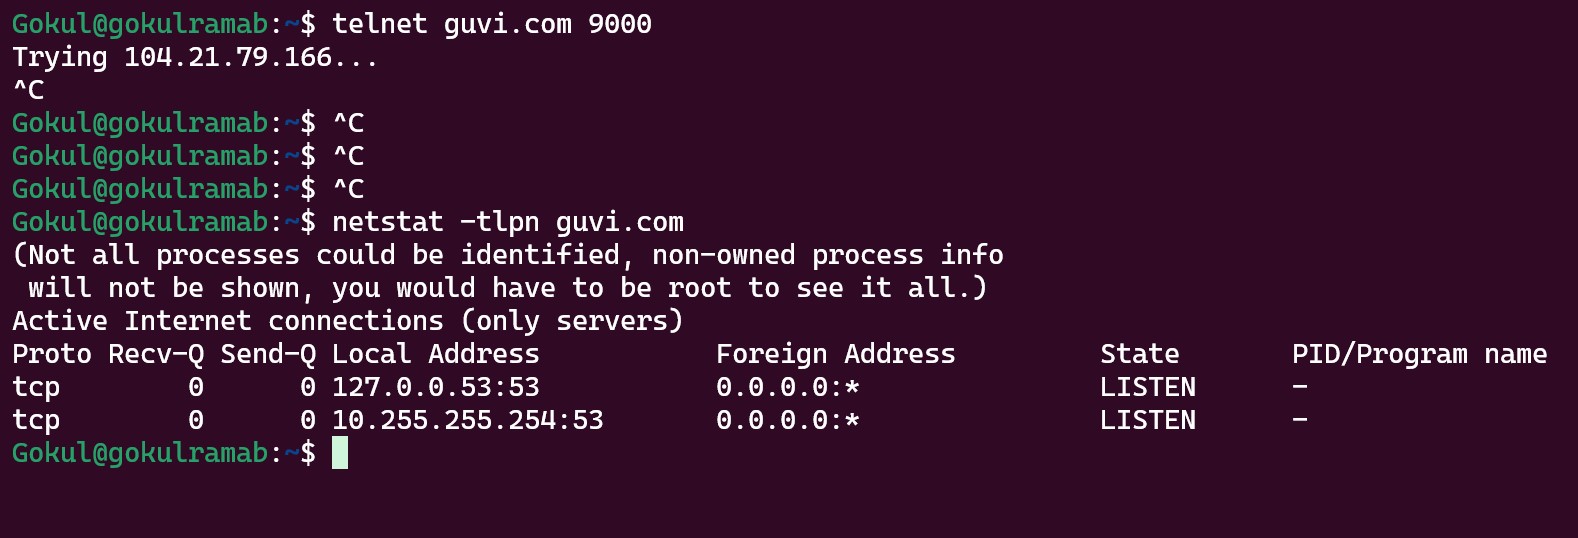 Gokul@gokulramab:~$ telnet guvi.com 9000
Trying 104.21.79.166...
^C
Gokul@gokulramab:~$ ^C
Gokul@gokulramab:~$ ^C
Gokul@gokulramab:~$ ^C
Gokul@gokulramab:~$ netstat -tlpn guvi.com
(Not all processes could be identified, non-owned process info
 will not be shown, you would have to be root to see it all.)
Active Internet connections (only servers)
Proto Recv-Q Send-Q Local Address           Foreign Address         State       PID/Program name
tcp        0      0 127.0.0.53:53           0.0.0.0:*               LISTEN      -
tcp        0      0 10.255.255.254:53       0.0.0.0:*               LISTEN      -
Gokul@gokulramab:~$